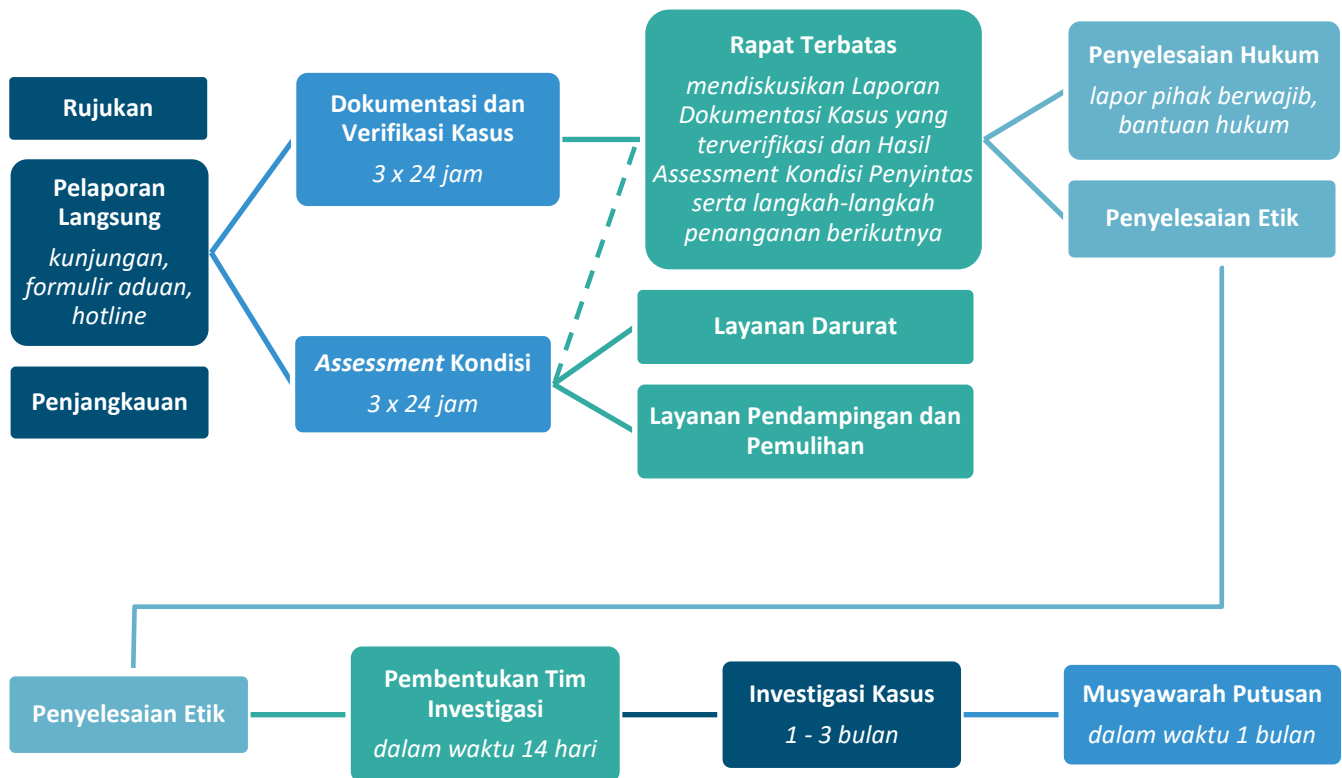 Rujukan
Pelaporan
Langsung
kunjungan,
formulir aduan,
hotline
Penjangkauan
Dokumentasi dan
Verifikasi Kasus
3 x 24 jam
Assessment Kondisi
3 x 24 jam
Rapat Terbatas
mendiskusikan Laporan
Dokumentasi Kasus yang
terverifikasi dan Hasil
Assessment Kondisi Penyintas
serta langkah-langkah
penanganan berikutnya
Layanan Darurat
Layanan Pendampingan dan
Pemulihan
Penyelesaian Hukum
lapor pihak berwajib,
bantuan hukum
Penyelesaian Etik
Penyelesaian Etik
Pembentukan Tim
Investigasi
dalam waktu 14 hari
Investigasi Kasus
1 - 3 bulan
Musyawarah Putusan
dalam waktu 1 bulan